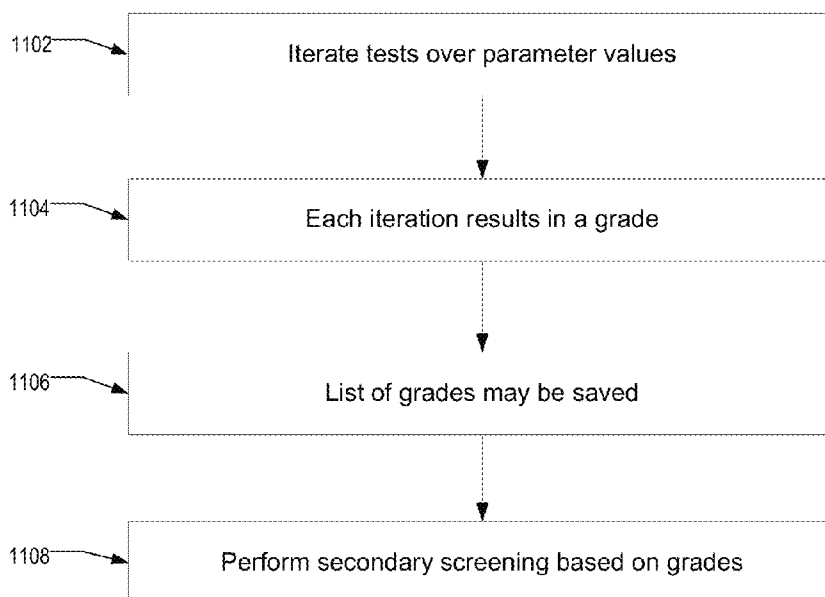 1102
Iterate tests over parameter values
1104
Each iteration results in a grade
1106
List of grades may be saved
1108
Perform secondary screening based on grades